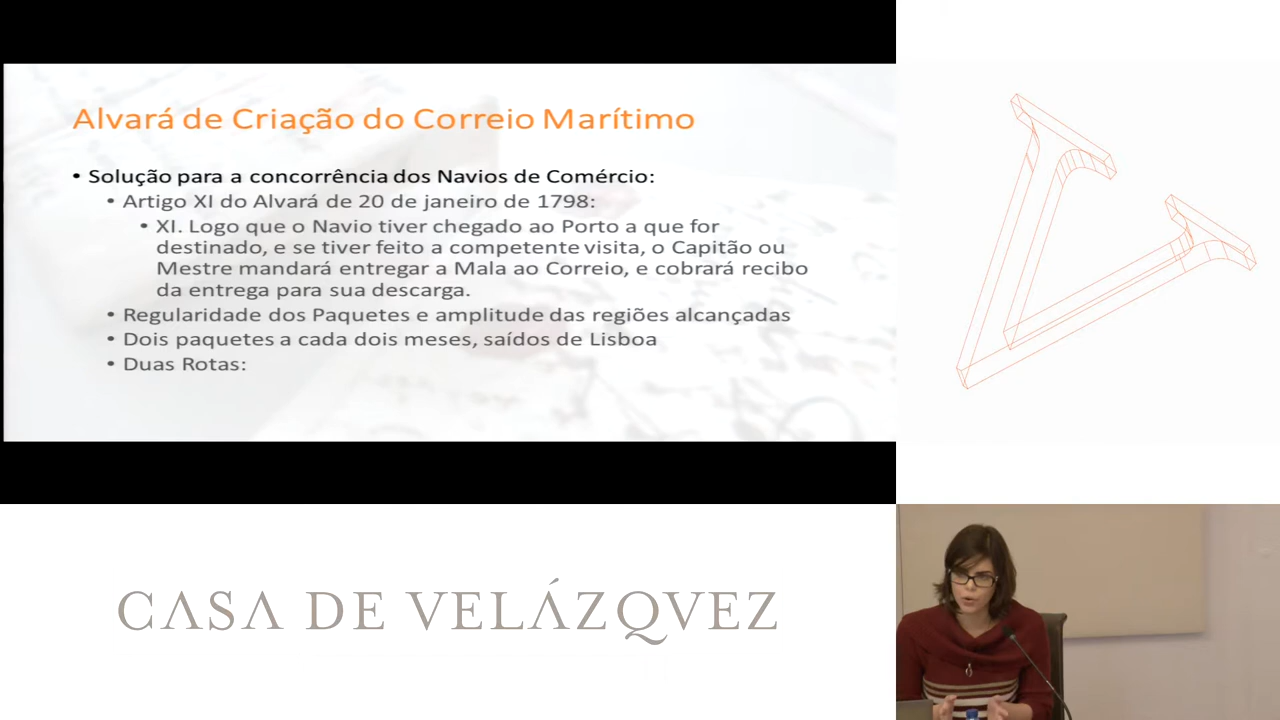 Alvará de Criação do Correio Marítimo
• Solução para a concorrência dos Navios de Comércio:
• Artigo XI do Alvará de 20 de janeiro de 1798:
• XI. Logo que o Navio tiver chegado ao Porto a que for
destinado, e se tiver feito a competente visita, o Capitão ou
Mestre mandará entregar a Mala ao Correio, e cobrará recibo
da entrega para sua descarga.
• Regularidade dos Paquetes e amplitude das regiões alcançadas
• Dois paquetes a cada dois meses, saídos de Lisboa
• Duas Rotas:
CASA DE VELÁZQVEZ